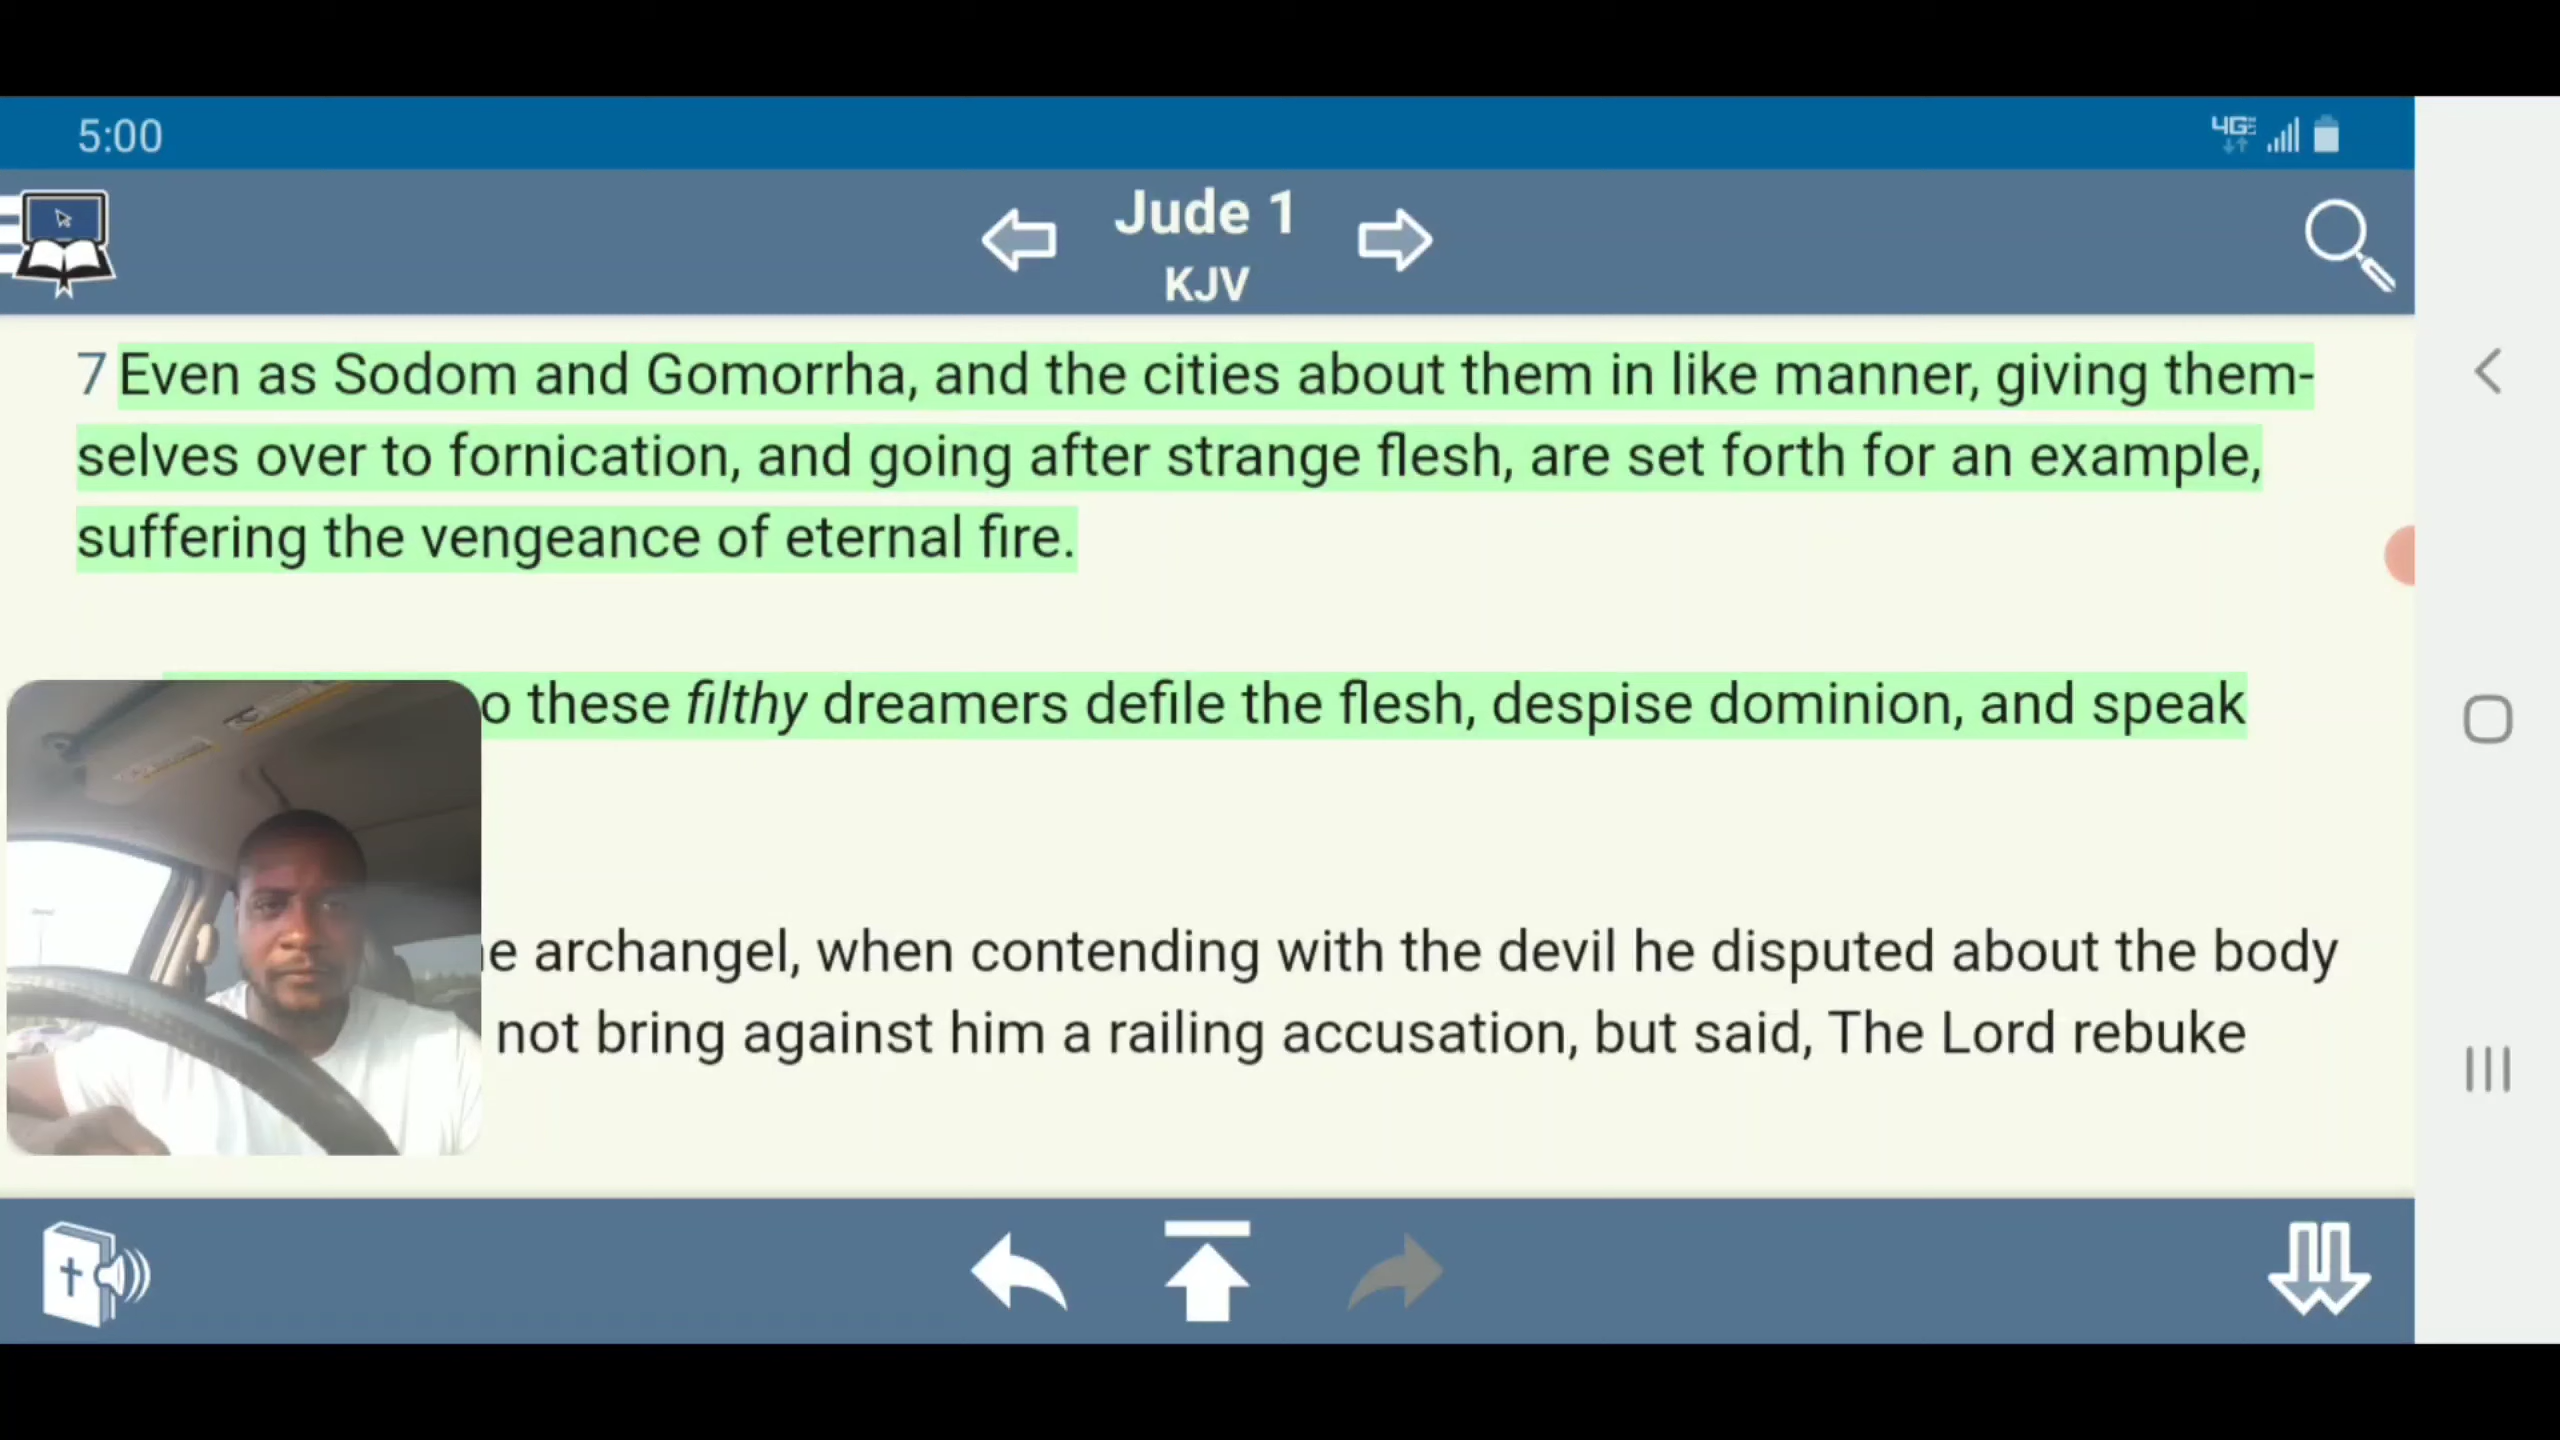 5:00
4G
Jude 1
KJV
7 Even as Sodom and Gomorrha, and the cities about them in like manner, giving them-
selves over to fornication, and going after strange flesh, are set forth for an example,
suffering the vengeance of eternal fire.
these filthy dreamers defile the flesh, despise dominion, and speak
archangel, when contending with the devil he disputed about the body
not bring against him a railing accusation, but said, The Lord rebuke